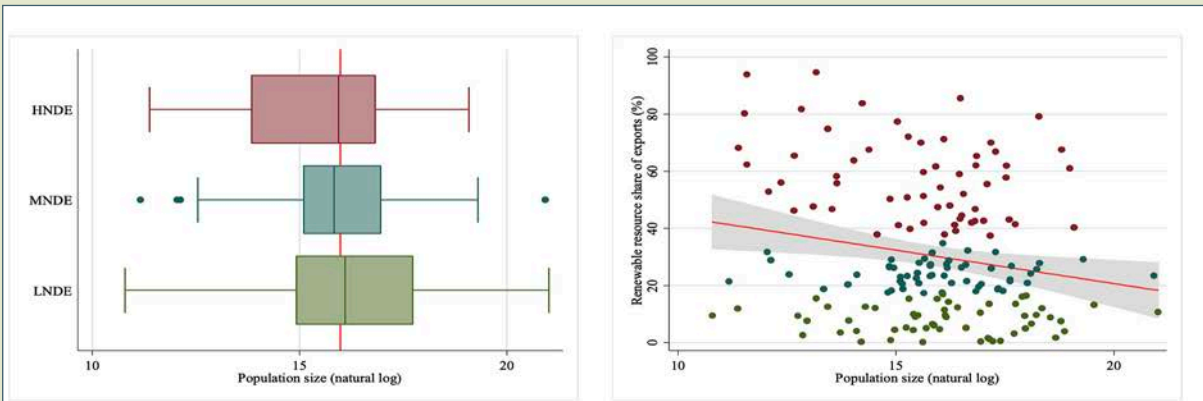 HNDE
MNDE
LNDE
10
15
20
Population size (natural log)
Renewable resource share of exports (%)
100
80
60
40
20
0
10
15
20
Population size (natural log)